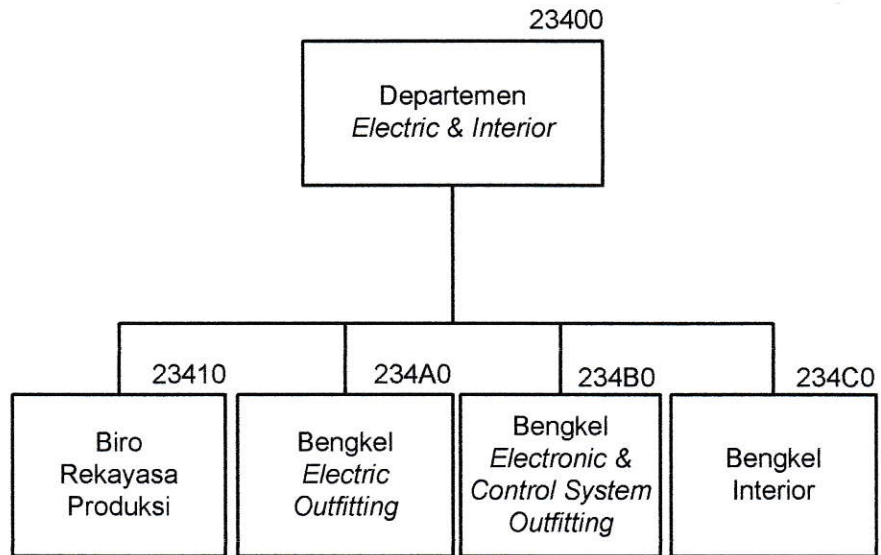 23400
Departemen
Electric & Interior
23410
Biro
Rekayasa
Produksi
234A0
Bengkel
Electric
Outfitting
234B0
Bengkel
Electronic &
Control System
Outfitting
234C0
Bengkel
Interior